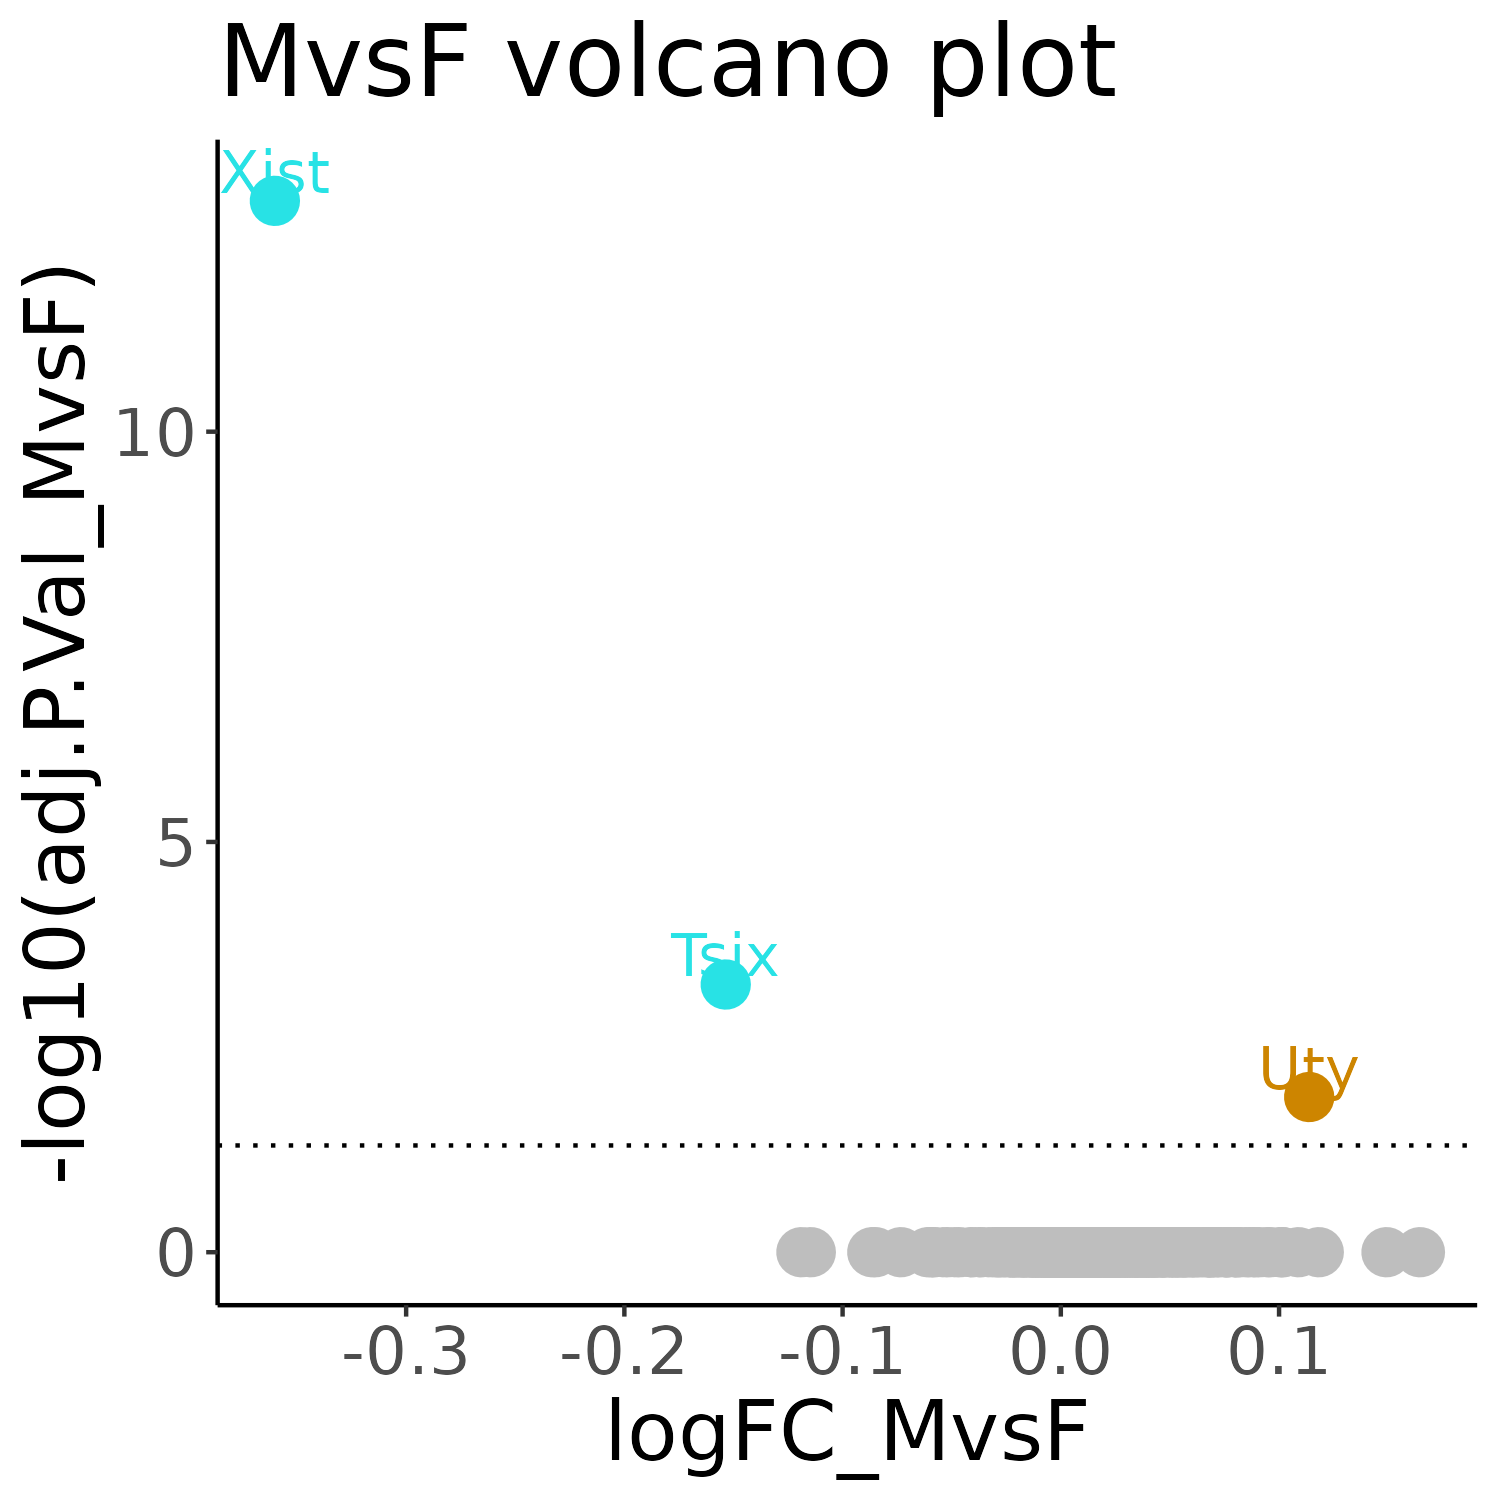 MvsF volcano plot
Xist
10
5
Tsix
Uty
0
-0.3 -0.2 -0.1 0.0 0.1
logFC_MvsF
-log10(adj.P.Val_MvsF)